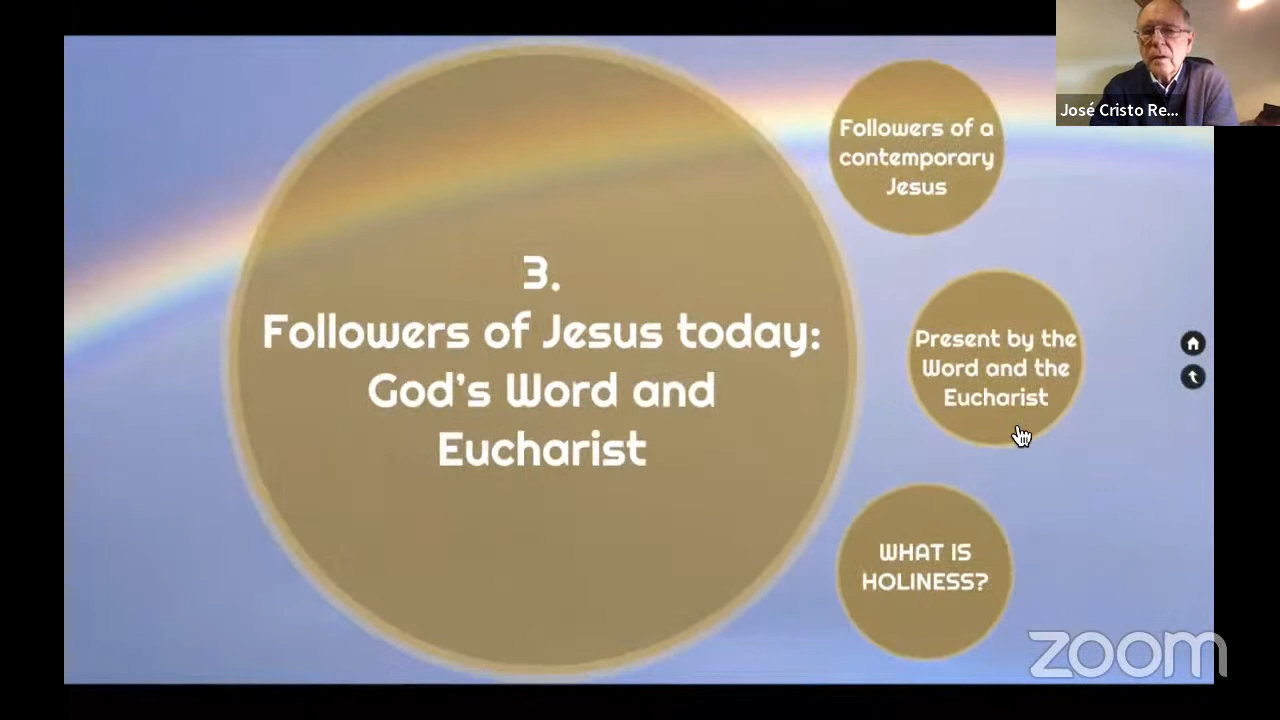 3.
Followers of Jesus today:
God's Word and
Eucharist
Followers of a
contemporary
Jesus
Present by the
Word and the
Eucharist
WHAT IS
HOLINESS?
José Cristo Re...
zoom